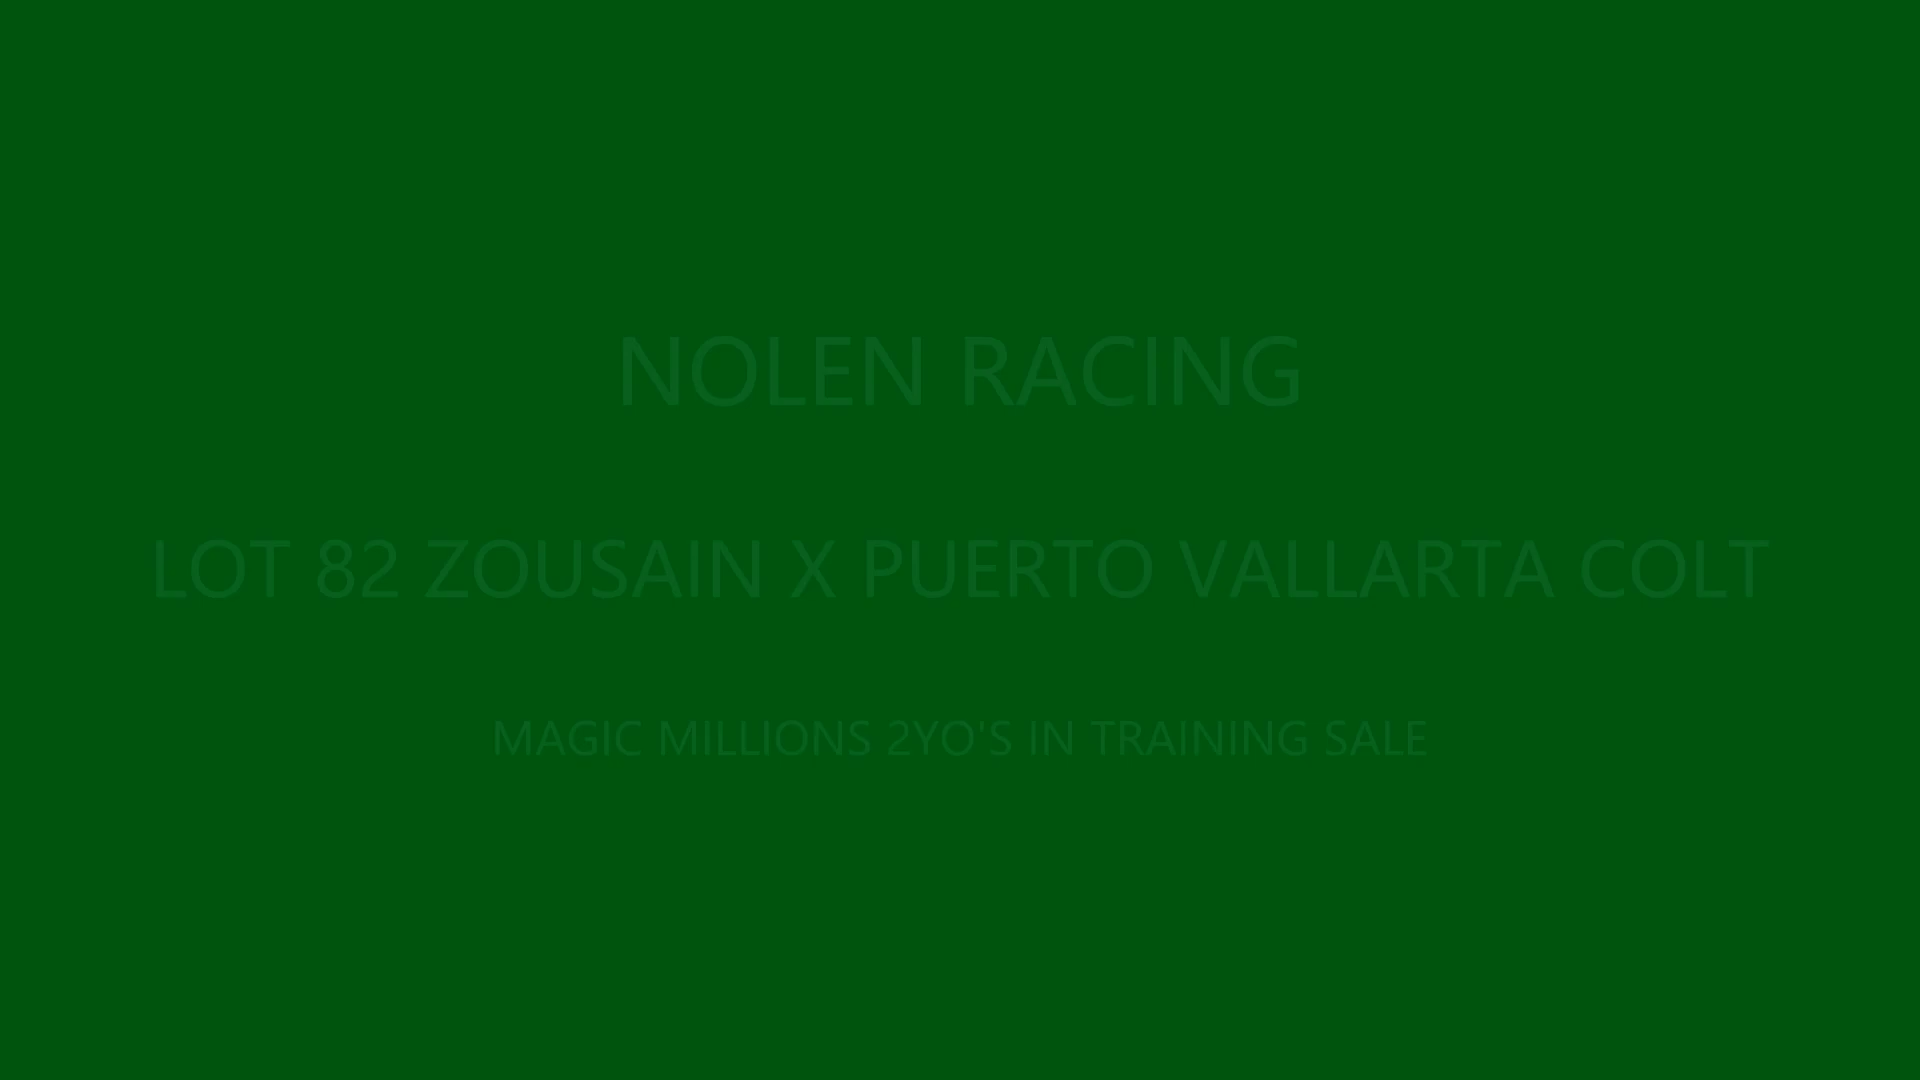 NOLEN RACING
LOT 82 ZOUSAIN X PUERTO VALLARTA COLT
MAGIC MILLIONS 2YO'S IN TRAINING SALE